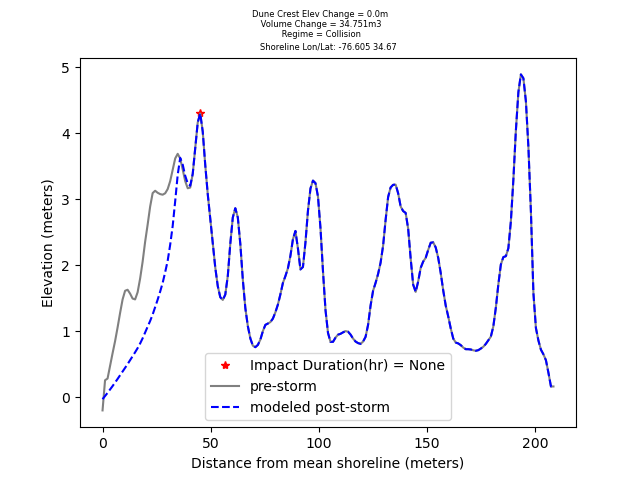 Dune Crest Elev Change = 0.0m
Volume Change = 34.751m3
Regime = Collision
Shoreline Lon/Lat: -76.605 34.67
5
4
3
2
1
0
Elevation (meters)
Impact Duration(hr) = None
pre-storm
modeled post-storm
0 50 100 150 200
Distance from mean shoreline (meters)